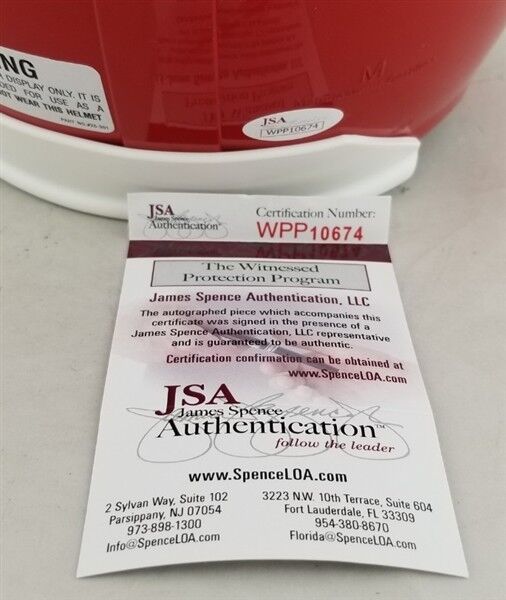 NG
DISPLAY ONLY. IT IS
FOR USE AS A
NOT WEAR THIS HELMET
JSA
WPP10674
JSA
James Spence
Authentication
Certification Number:
WPP10674
The Witnessed
Protection Program
James Spence Authentication, LLC
The autographed piece which accompanies this
certificate was signed in the presence of a
James Spence Authentication, LLC representative
and is guaranteed to be authentic.
Certification confirmation can be obtained at
www.SpenceLOA.com
JSA
James Spence
Authentication™
follow the leader
www.SpenceLOA.com
2 Sylvan Way, Suite 102
Parsippany, NJ 07054
973-898-1300
Info@SpenceLOA.com
3223 N.W. 10th Terrace, Suite 604
Fort Lauderdale, FL 33309
954-380-8670
Florida@SpenceLOA.com